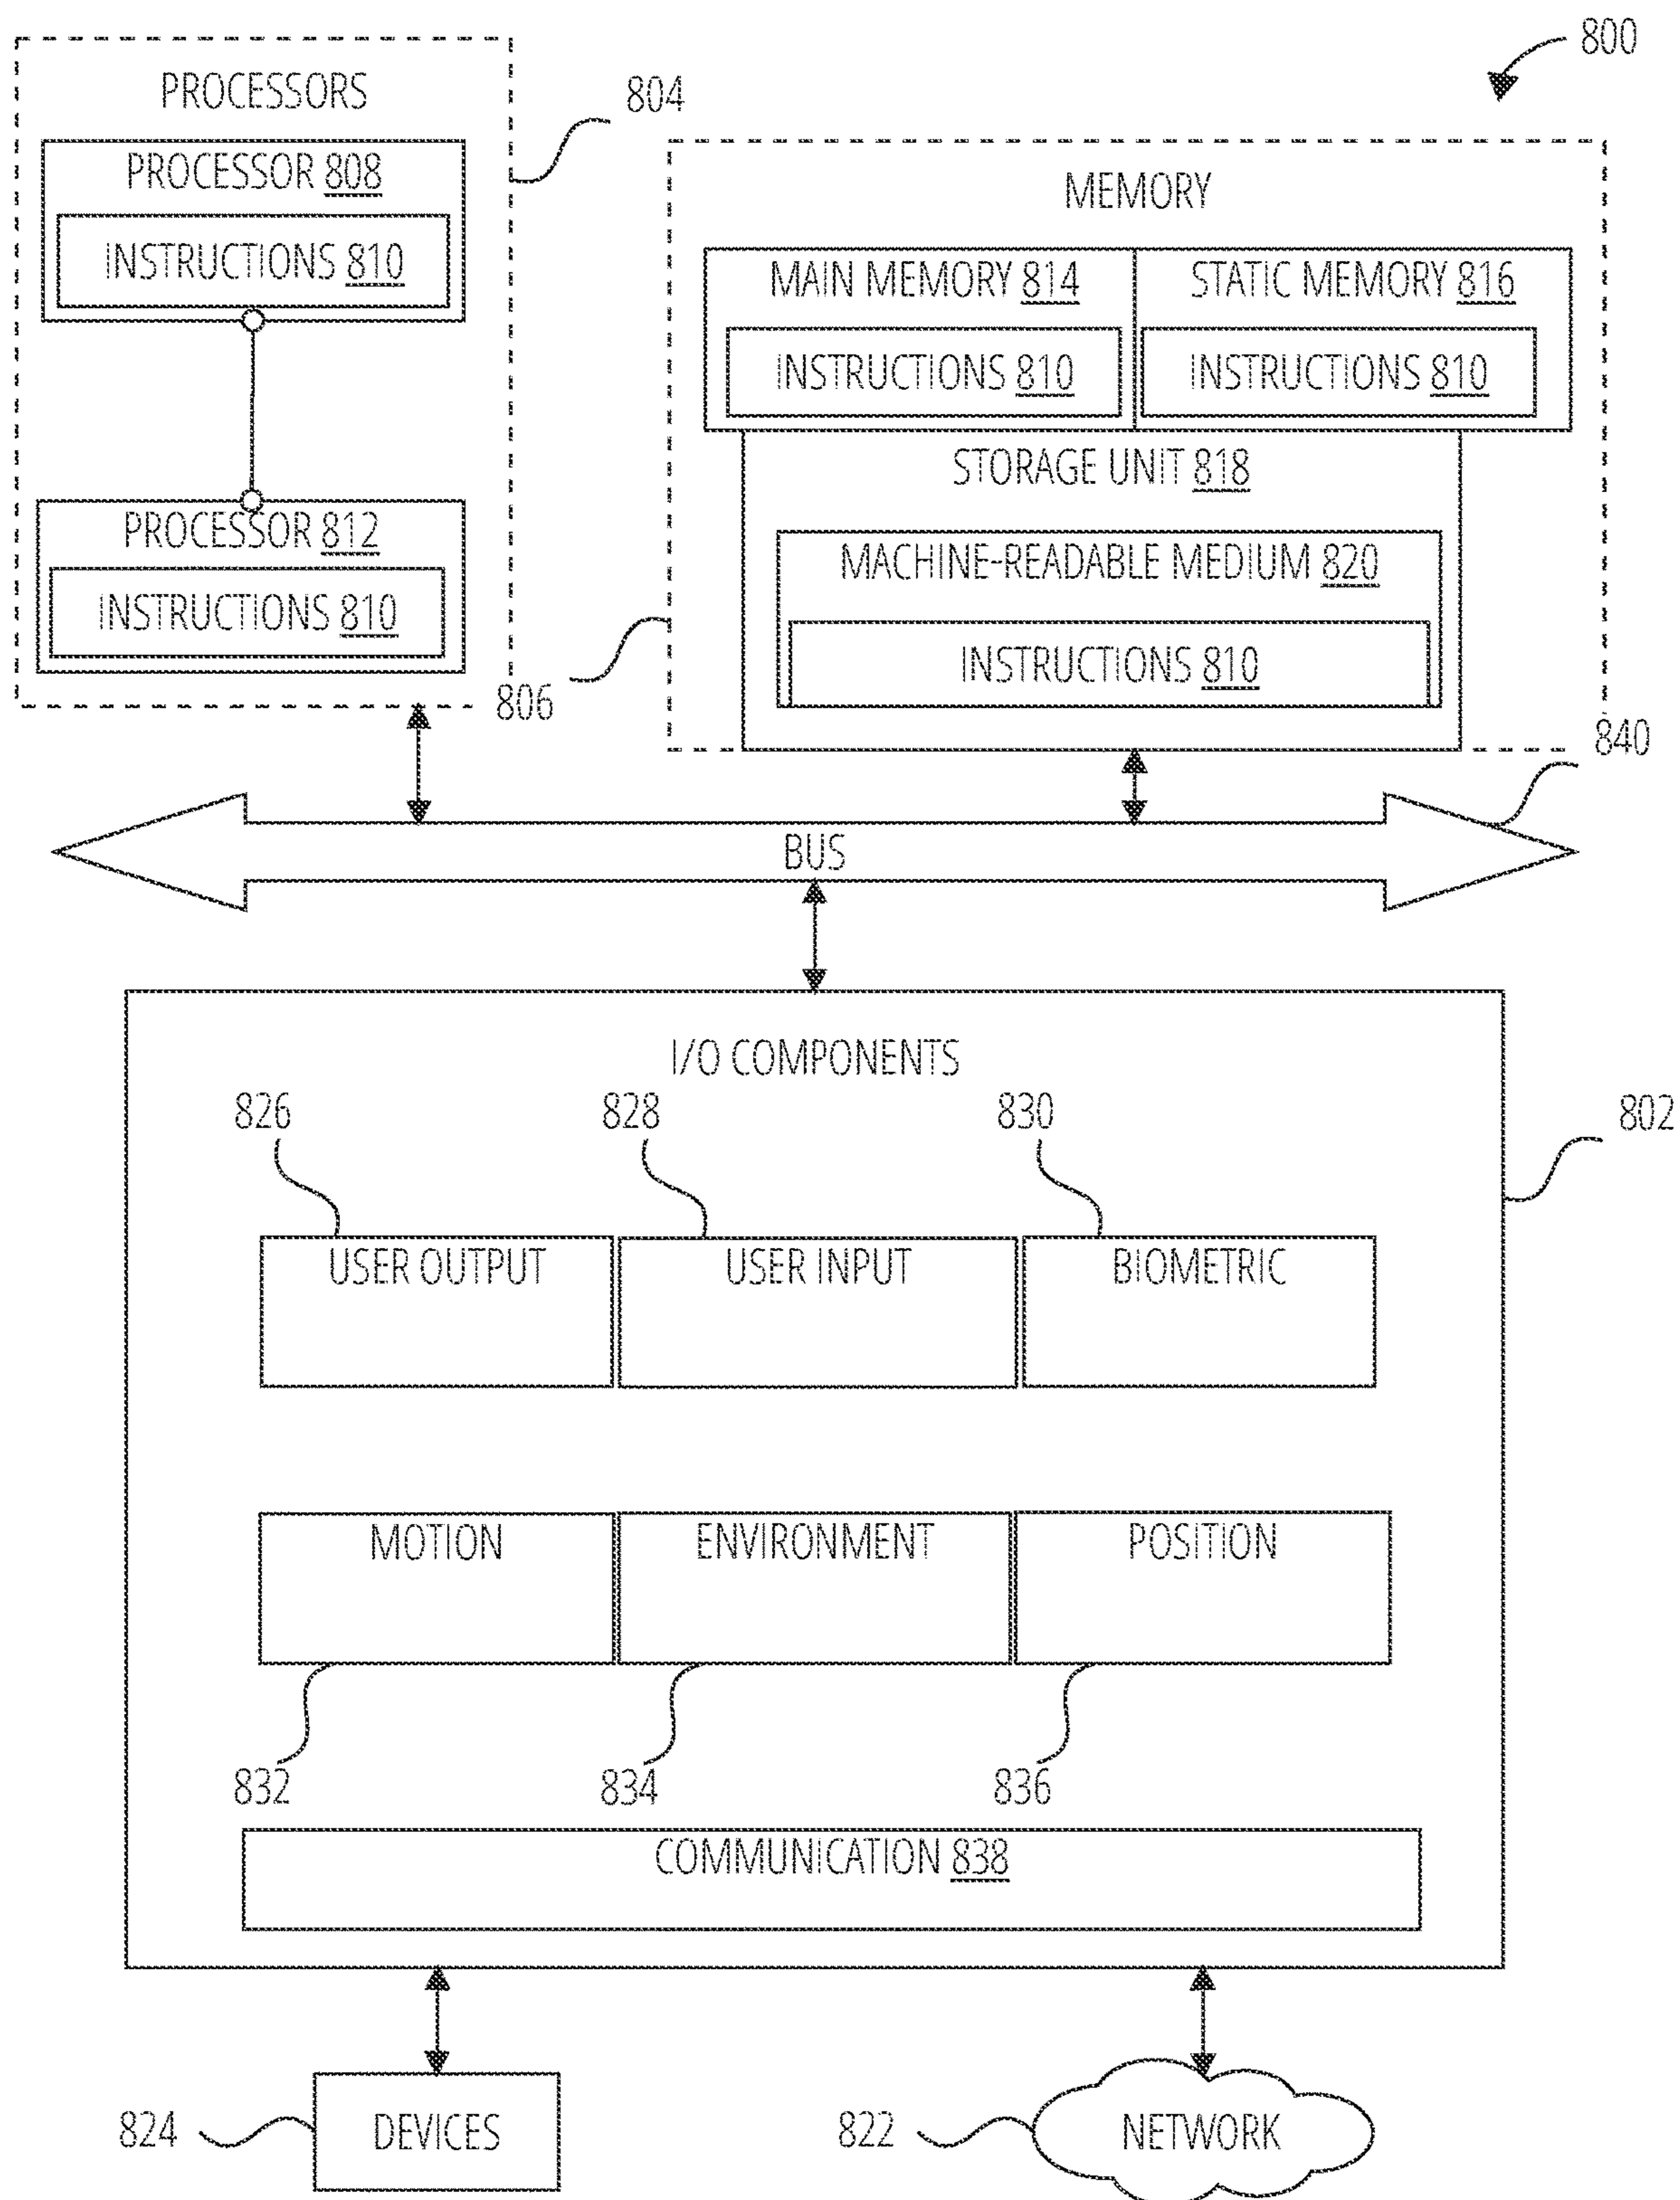 800
PROCESSORS
804
PROCESSOR 808
INSTRUCTIONS 810
PROCESSOR 812
INSTRUCTIONS 810
MEMORY
MAIN MEMORY 814
STATIC MEMORY 816
INSTRUCTIONS 810
INSTRUCTIONS 810
STORAGE UNIT 818
MACHINE-READABLE MEDIUM 820
INSTRUCTIONS 810
806
840
BUS
I/O COMPONENTS
802
826
828
830
USER OUTPUT
USER INPUT
BIOMETRIC
MOTION
ENVIRONMENT
POSITION
832
834
836
COMMUNICATION 838
824
DEVICES
822
NETWORK